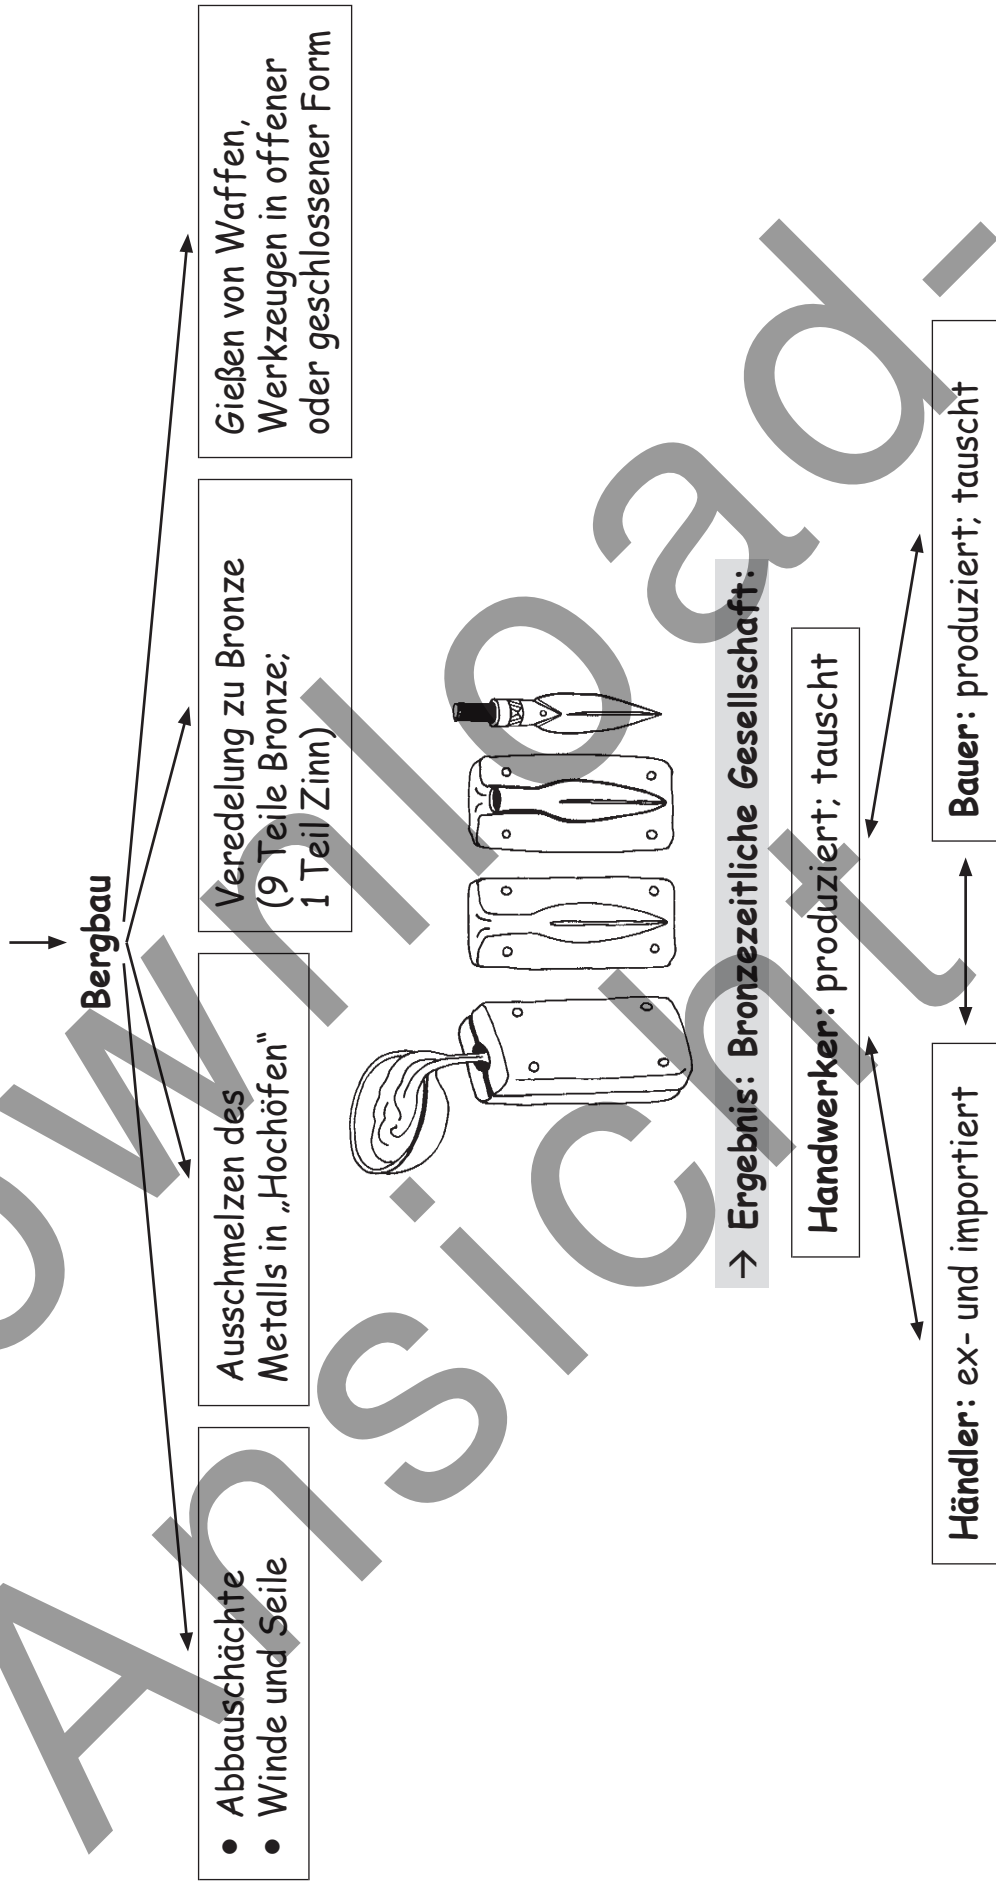 Bergbau
• Abbauschächte
• Winde und Seile
Ausschmelzen des
Metalls in „Hochöfen“
Veredelung zu Bronze
(9 Teile Bronze;
1 Teil Zinn)
Gießen von Waffen,
Werkzeugen in offener
oder geschlossener Form
→ Ergebnis: Bronzezeitliche Gesellschaft:
Handwerker: produziert; tauscht
Händler: ex- und importiert
Bauer: produziert; tauscht
ownload-
Ansicht